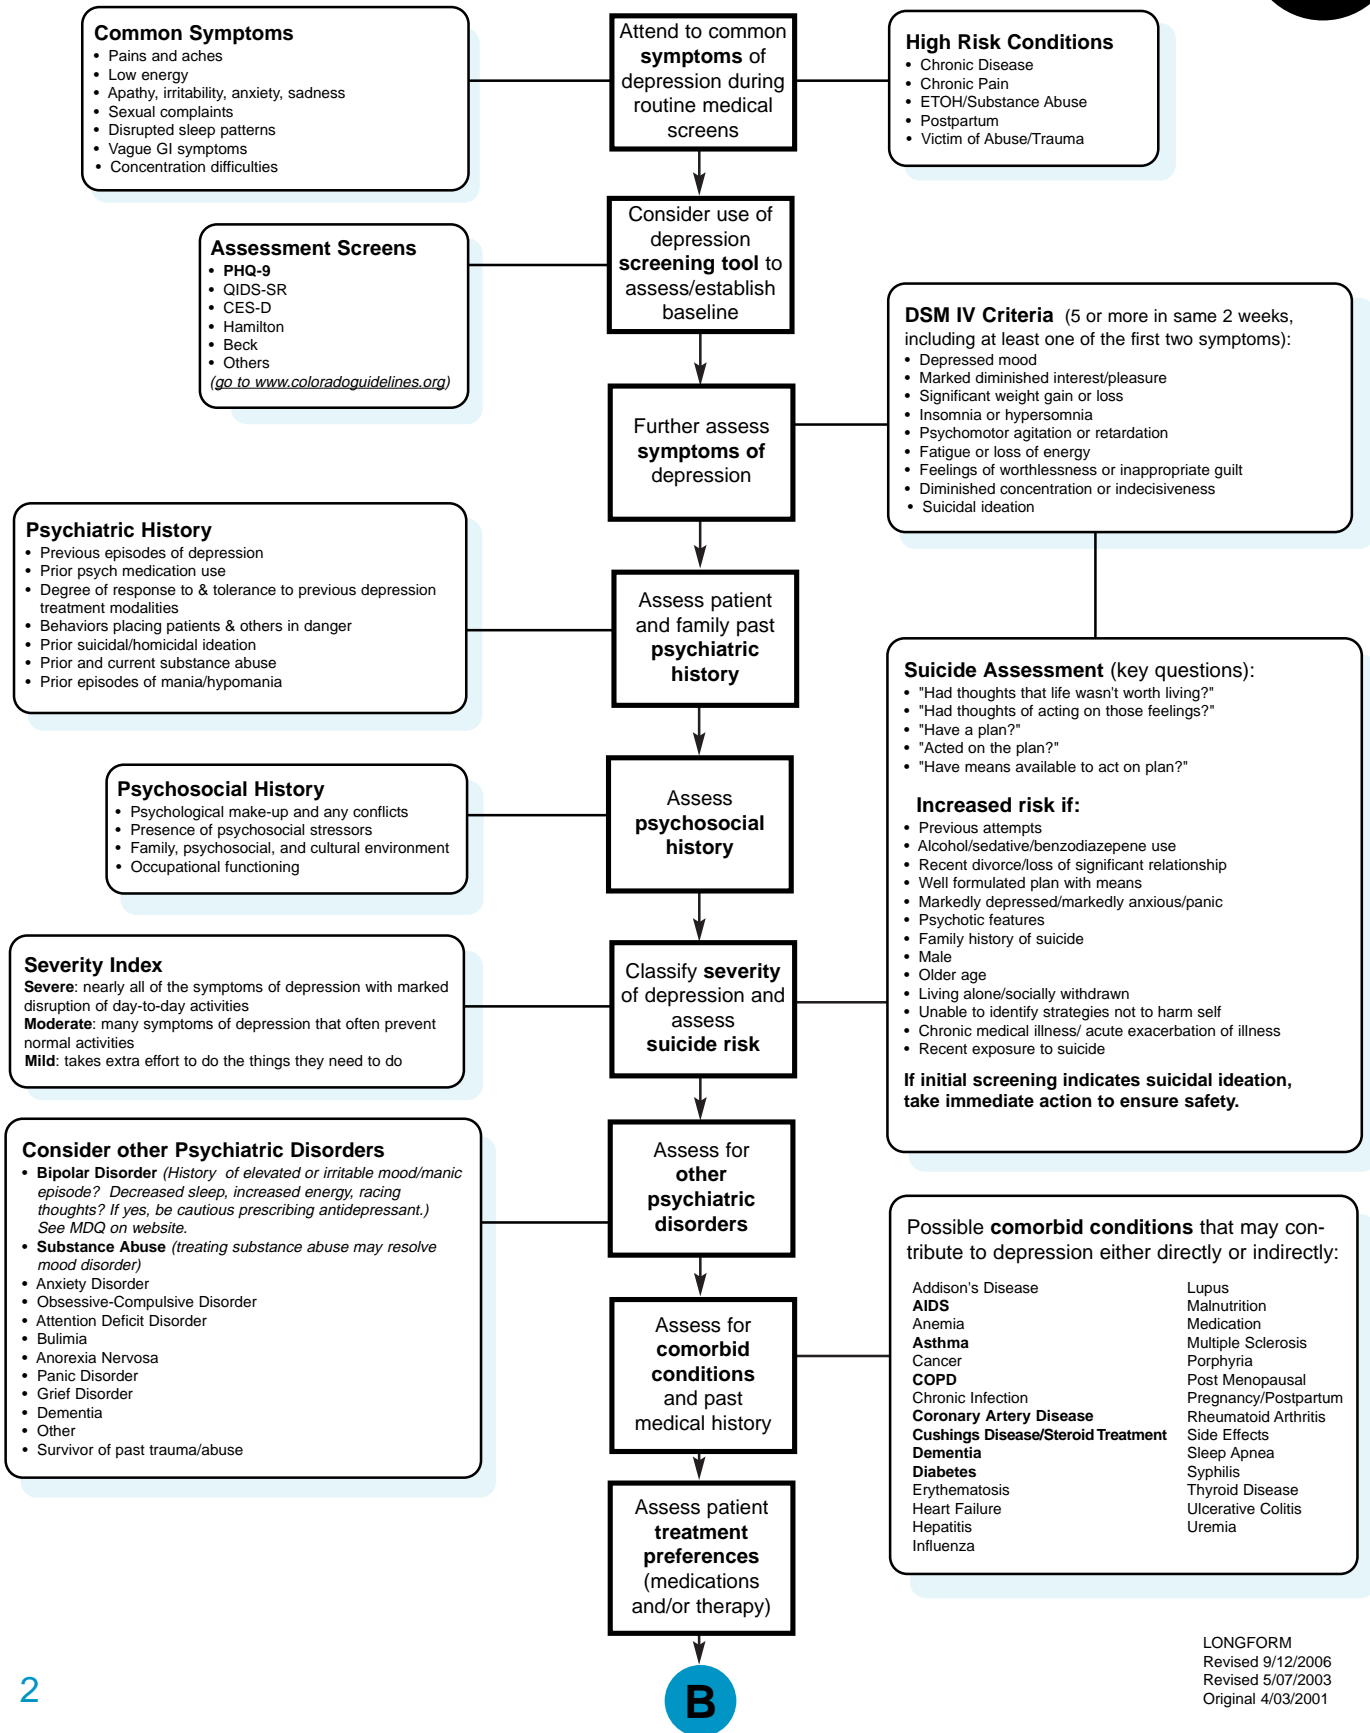 Common Symptoms
• Pains and aches
• Low energy
• Apathy, irritability, anxiety, sadness
• Sexual complaints
• Disrupted sleep patterns
• Vague GI symptoms
• Concentration difficulties
Attend to common
symptoms of
depression during
routine medical
screens
High Risk Conditions
• Chronic Disease
• Chronic Pain
• ETOH/Substance Abuse
• Postpartum
• Victim of Abuse/Trauma
Assessment Screens
• PHQ-9
• QIDS-SR
• CES-D
• Hamilton
• Beck
• Others
(go to www.coloradoguidelines.org)
Consider use of
depression
screening tool to
assess/establish
baseline
DSM IV Criteria (5 or more in same 2 weeks,
including at least one of the first two symptoms):
• Depressed mood
• Marked diminished interest/pleasure
• Significant weight gain or loss
• Insomnia or hypersomnia
• Psychomotor agitation or retardation
• Fatigue or loss of energy
• Feelings of worthlessness or inappropriate guilt
• Diminished concentration or indecisiveness
• Suicidal ideation
Further assess
symptoms of
depression
Psychiatric History
• Previous episodes of depression
• Prior psych medication use
• Degree of response to & tolerance to previous depression
treatment modalities
• Behaviors placing patients & others in danger
• Prior suicidal/homicidal ideation
• Prior and current substance abuse
• Prior episodes of mania/hypomania
Assess patient
and family past
psychiatric
history
Suicide Assessment (key questions):
• "Had thoughts that life wasn't worth living?"
• "Had thoughts of acting on those feelings?"
• "Have a plan?"
• "Acted on the plan?"
• "Have means available to act on plan?"
Increased risk if:
• Previous attempts
• Alcohol/sedative/benzodiazepene use
• Recent divorce/loss of significant relationship
• Well formulated plan with means
• Markedly depressed/markedly anxious/panic
• Psychotic features
• Family history of suicide
• Male
• Older age
• Living alone/socially withdrawn
• Unable to identify strategies not to harm self
• Chronic medical illness/ acute exacerbation of illness
• Recent exposure to suicide
If initial screening indicates suicidal ideation,
take immediate action to ensure safety.
Psychosocial History
• Psychological make-up and any conflicts
• Presence of psychosocial stressors
• Family, psychosocial, and cultural environment
• Occupational functioning
Assess
psychosocial
history
Severity Index
Severe: nearly all of the symptoms of depression with marked
disruption of day-to-day activities
Moderate: many symptoms of depression that often prevent
normal activities
Mild: takes extra effort to do the things they need to do
Classify severity
of depression and
assess
suicide risk
Consider other Psychiatric Disorders
• Bipolar Disorder (History of elevated or irritable mood/manic
episode? Decreased sleep, increased energy, racing
thoughts? If yes, be cautious prescribing antidepressant.)
See MDQ on website.
• Substance Abuse (treating substance abuse may resolve
mood disorder)
• Anxiety Disorder
• Obsessive-Compulsive Disorder
• Attention Deficit Disorder
• Bulimia
• Anorexia Nervosa
• Panic Disorder
• Grief Disorder
• Dementia
• Other
• Survivor of past trauma/abuse
Assess for
other
psychiatric
disorders
Possible comorbid conditions that may con-
tribute to depression either directly or indirectly:
Addison's Disease
AIDS
Anemia
Asthma
Cancer
COPD
Chronic Infection
Coronary Artery Disease
Cushings Disease/Steroid Treatment
Dementia
Diabetes
Erythematosis
Heart Failure
Hepatitis
Influenza
Lupus
Malnutrition
Medication
Multiple Sclerosis
Porphyria
Post Menopausal
Pregnancy/Postpartum
Rheumatoid Arthritis
Side Effects
Sleep Apnea
Syphilis
Thyroid Disease
Ulcerative Colitis
Uremia
Assess for
comorbid
conditions
and past
medical history
Assess patient
treatment
preferences
(medications
and/or therapy)
B
2
LONGFORM
Revised 9/12/2006
Revised 5/07/2003
Original 4/03/2001